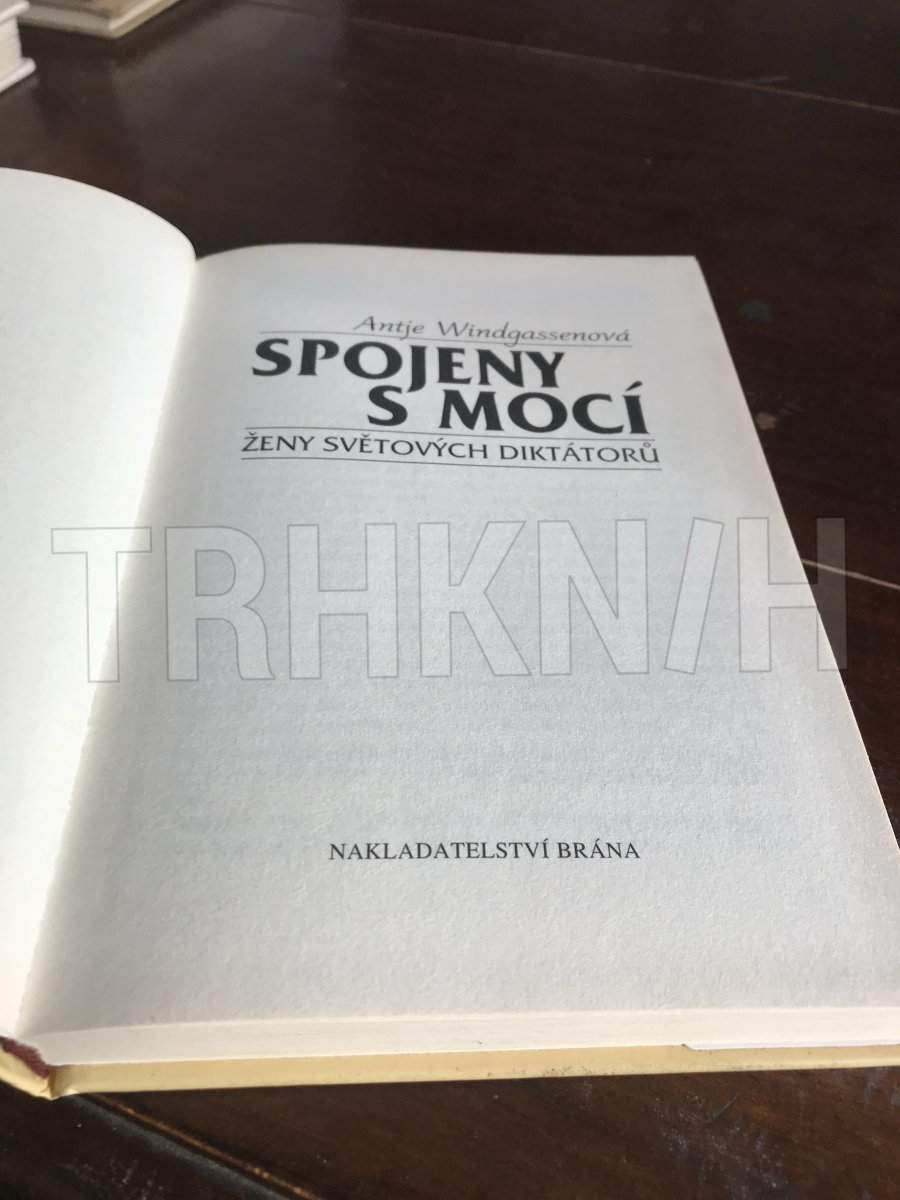 Antje Windgassenová
SPOJENY
S MOCÍ
ŽENY SVĚTOVÝCH DIKTÁTORŮ
TRHKNIH
NAKLADATELSTVÍ BRÁNA